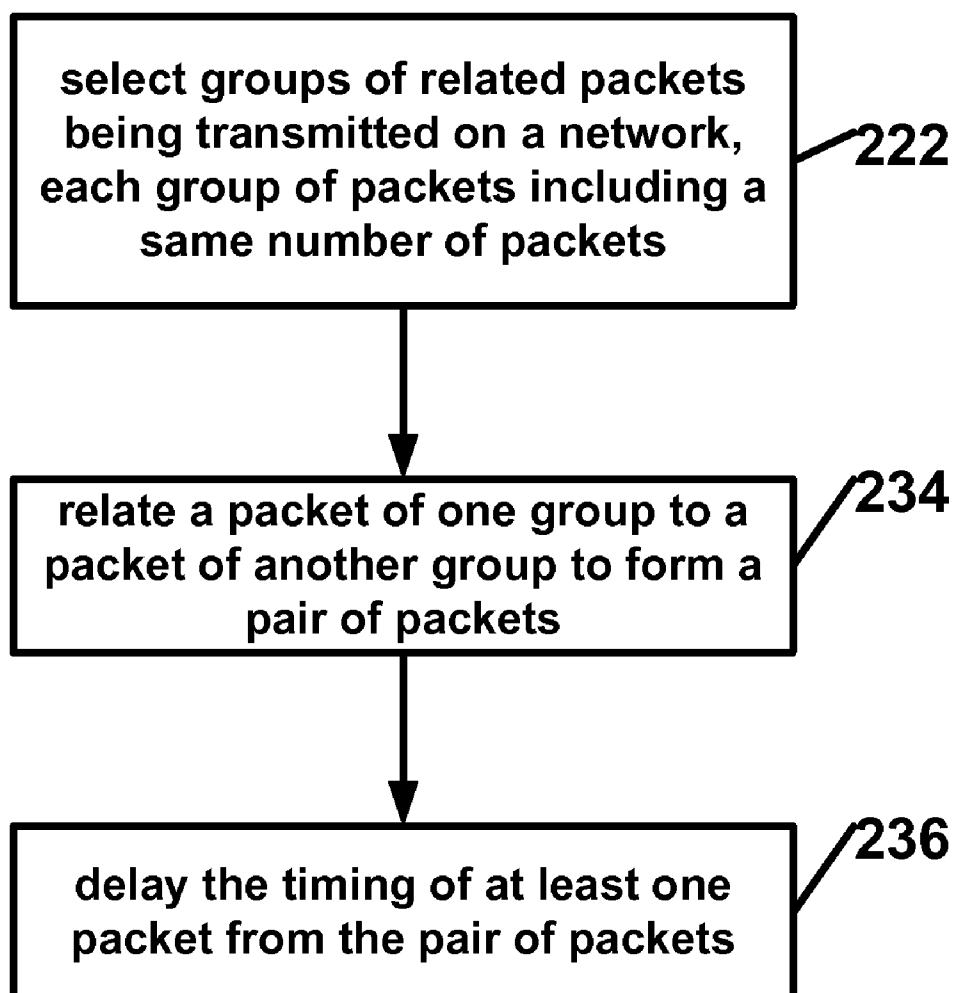 select groups of related packets
being transmitted on a network,
each group of packets including a
same number of packets
222
relate a packet of one group to a
packet of another group to form a
pair of packets
234
delay the timing of at least one
packet from the pair of packets
236